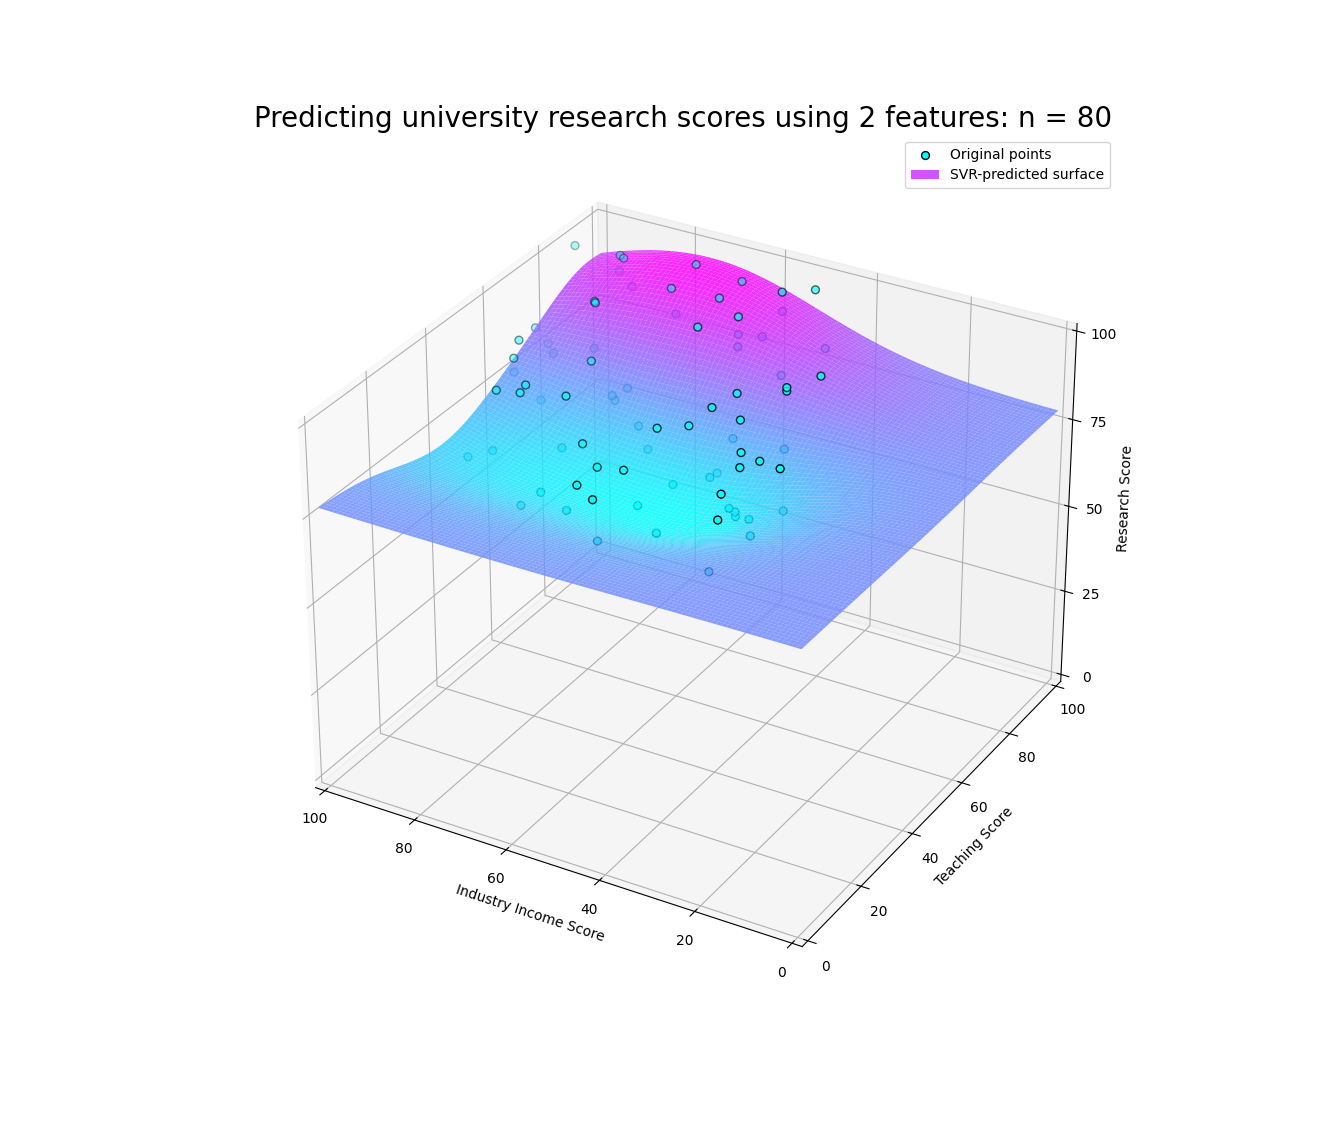 Predicting university research scores using 2 features: n = 80
Original points
SVR-predicted surface
100
75
50
25
0
Research Score
100
80
60
40
20
0
Teaching Score
100
80
60
40
20
0
Industry Income Score